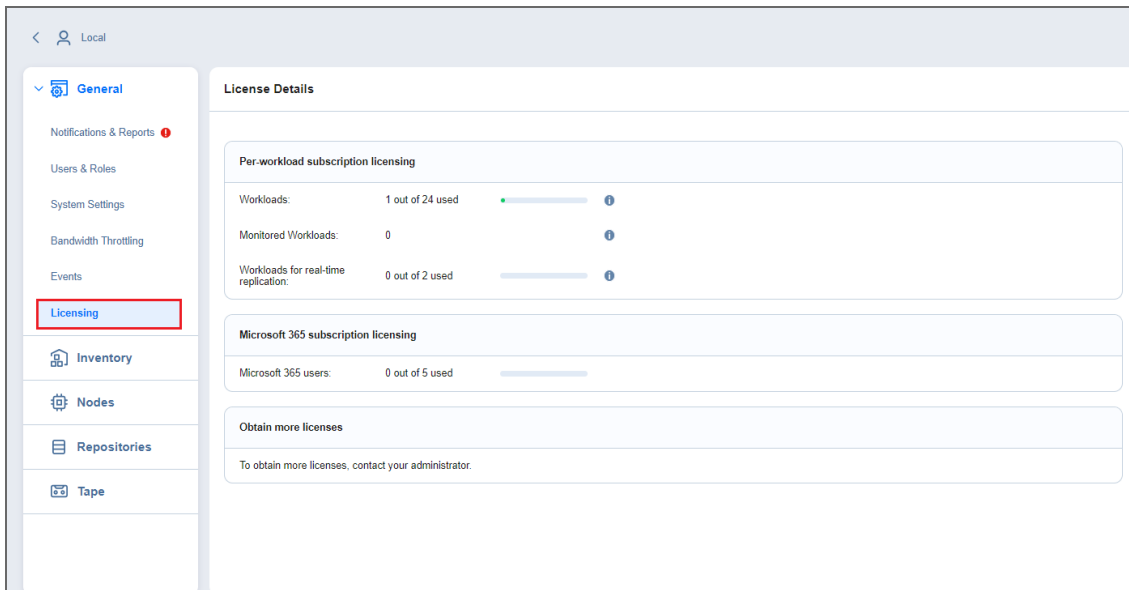 Local
General
Notifications & Reports
Users & Roles
System Settings
Bandwidth Throttling
Events
Licensing
Inventory
Nodes
Repositories
Tape
License Details
Per-workload subscription licensing
Workloads: 1 out of 24 used
Monitored Workloads: 0
Workloads for real-time
replication: 0 out of 2 used
Microsoft 365 subscription licensing
Microsoft 365 users: 0 out of 5 used
Obtain more licenses
To obtain more licenses, contact your administrator.